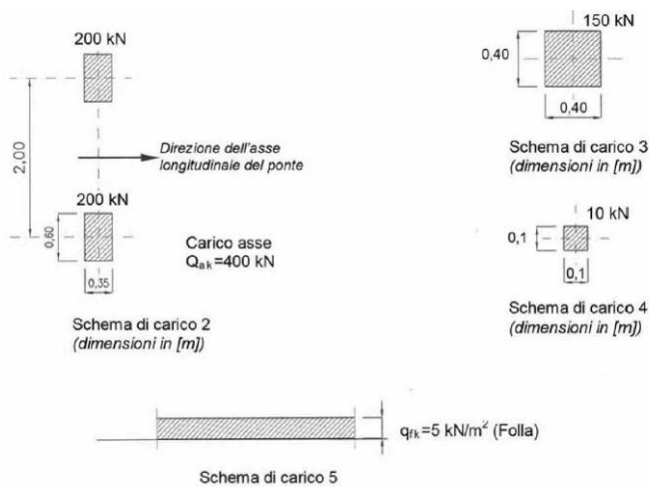 200 kN
2,00
Direzione dell'asse
longitudinale del ponte
200 kN
0,60
0,35
Carico asse
Qak=400 kN
Schema di carico 2
(dimensioni in [m])
150 kN
0,40
0,40
Schema di carico 3
(dimensioni in [m])
10 kN
0,1
0,1
Schema di carico 4
(dimensioni in [m])
qfk=5 kN/m² (Folla)
Schema di carico 5